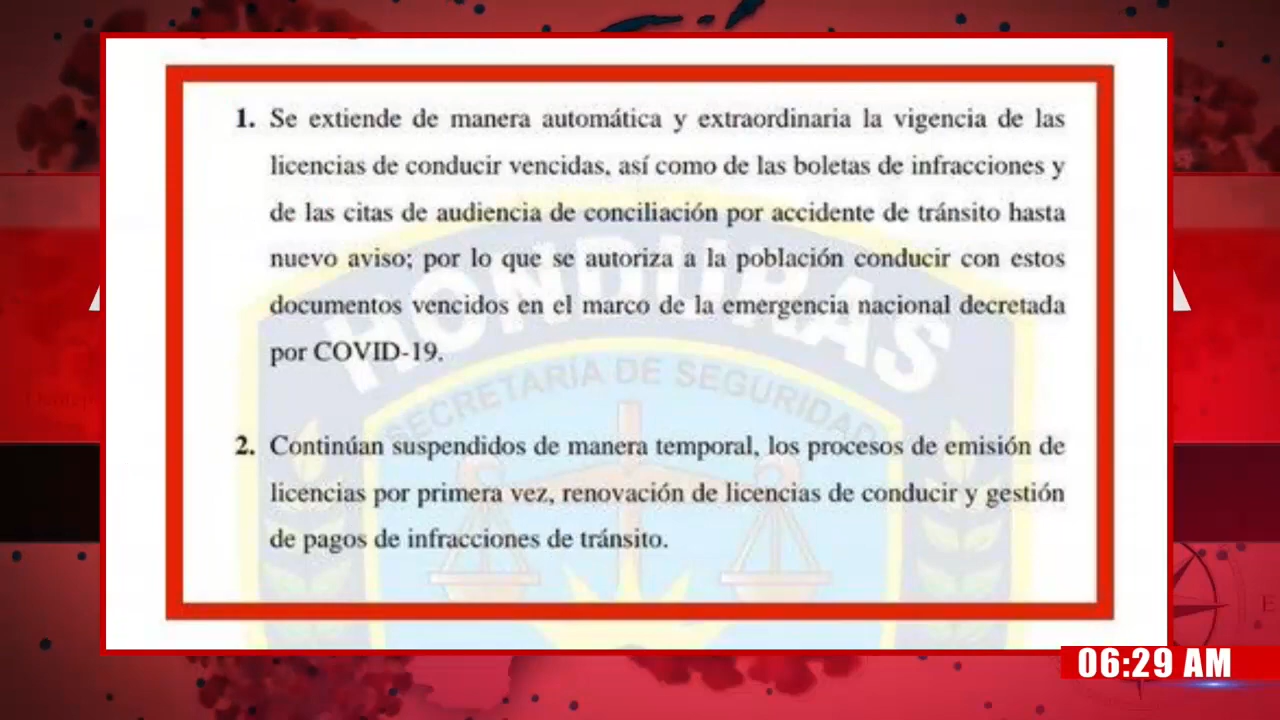 1. Se extiende de manera automática y extraordinaria la vigencia de las
licencias de conducir vencidas, así como de las boletas de infracciones y
de las citas de audiencia de conciliación por accidente de tránsito hasta
nuevo aviso; por lo que se autoriza a la población conducir con estos
documentos vencidos en el marco de la emergencia nacional decretada
por COVID-19.
HONDURAS
SECRETARÍA DE SEGURIDAD
2. Continúan suspendidos de manera temporal, los procesos de emisión de
licencias por primera vez, renovación de licencias de conducir y gestión
de pagos de infracciones de tránsito.
E
06:29 AM